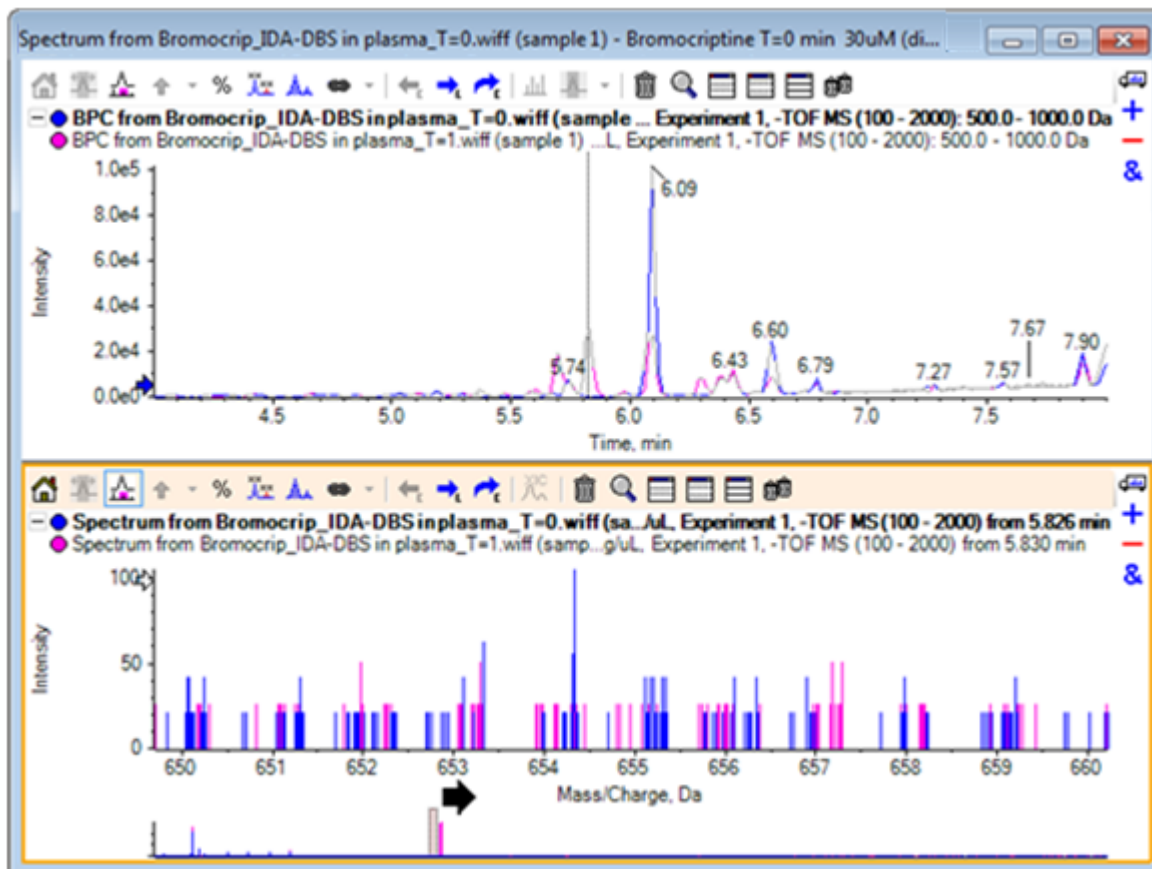 Spectrum from Bromocrip_IDA-DBS in plasma_T=0.wiff (sample 1) - Bromocriptine T=0 min 30uM (di...
%
BPC from Bromocrip_IDA-DBS in plasma_T=0.wiff (sample ... Experiment 1, -TOF MS (100 - 2000): 500.0 - 1000.0 Da
BPC from Bromocrip_IDA-DBS in plasma_T=1.wiff (sample 1) ...L, Experiment 1, -TOF MS (100 - 2000): 500.0 - 1000.0 Da
&
Intensity
1.0e5
8.0e4
6.0e4
4.0e4
2.0e4
0.0e0
5.74
6.09
6.43
6.60
6.79
7.27
7.57
7.67
7.90
4.5 5.0 5.5 6.0 6.5 7.0 7.5
Time, min
%
Spectrum from Bromocrip_IDA-DBS in plasma_T=0.wiff (sa.../uL, Experiment 1, -TOF MS (100 - 2000) from 5.826 min
Spectrum from Bromocrip_IDA-DBS in plasma_T=1.wiff (samp...g/uL, Experiment 1, -TOF MS (100 - 2000) from 5.830 min
&
Intensity
100
50
0
650 651 652 653 654 655 656 657 658 659 660
Mass/Charge, Da